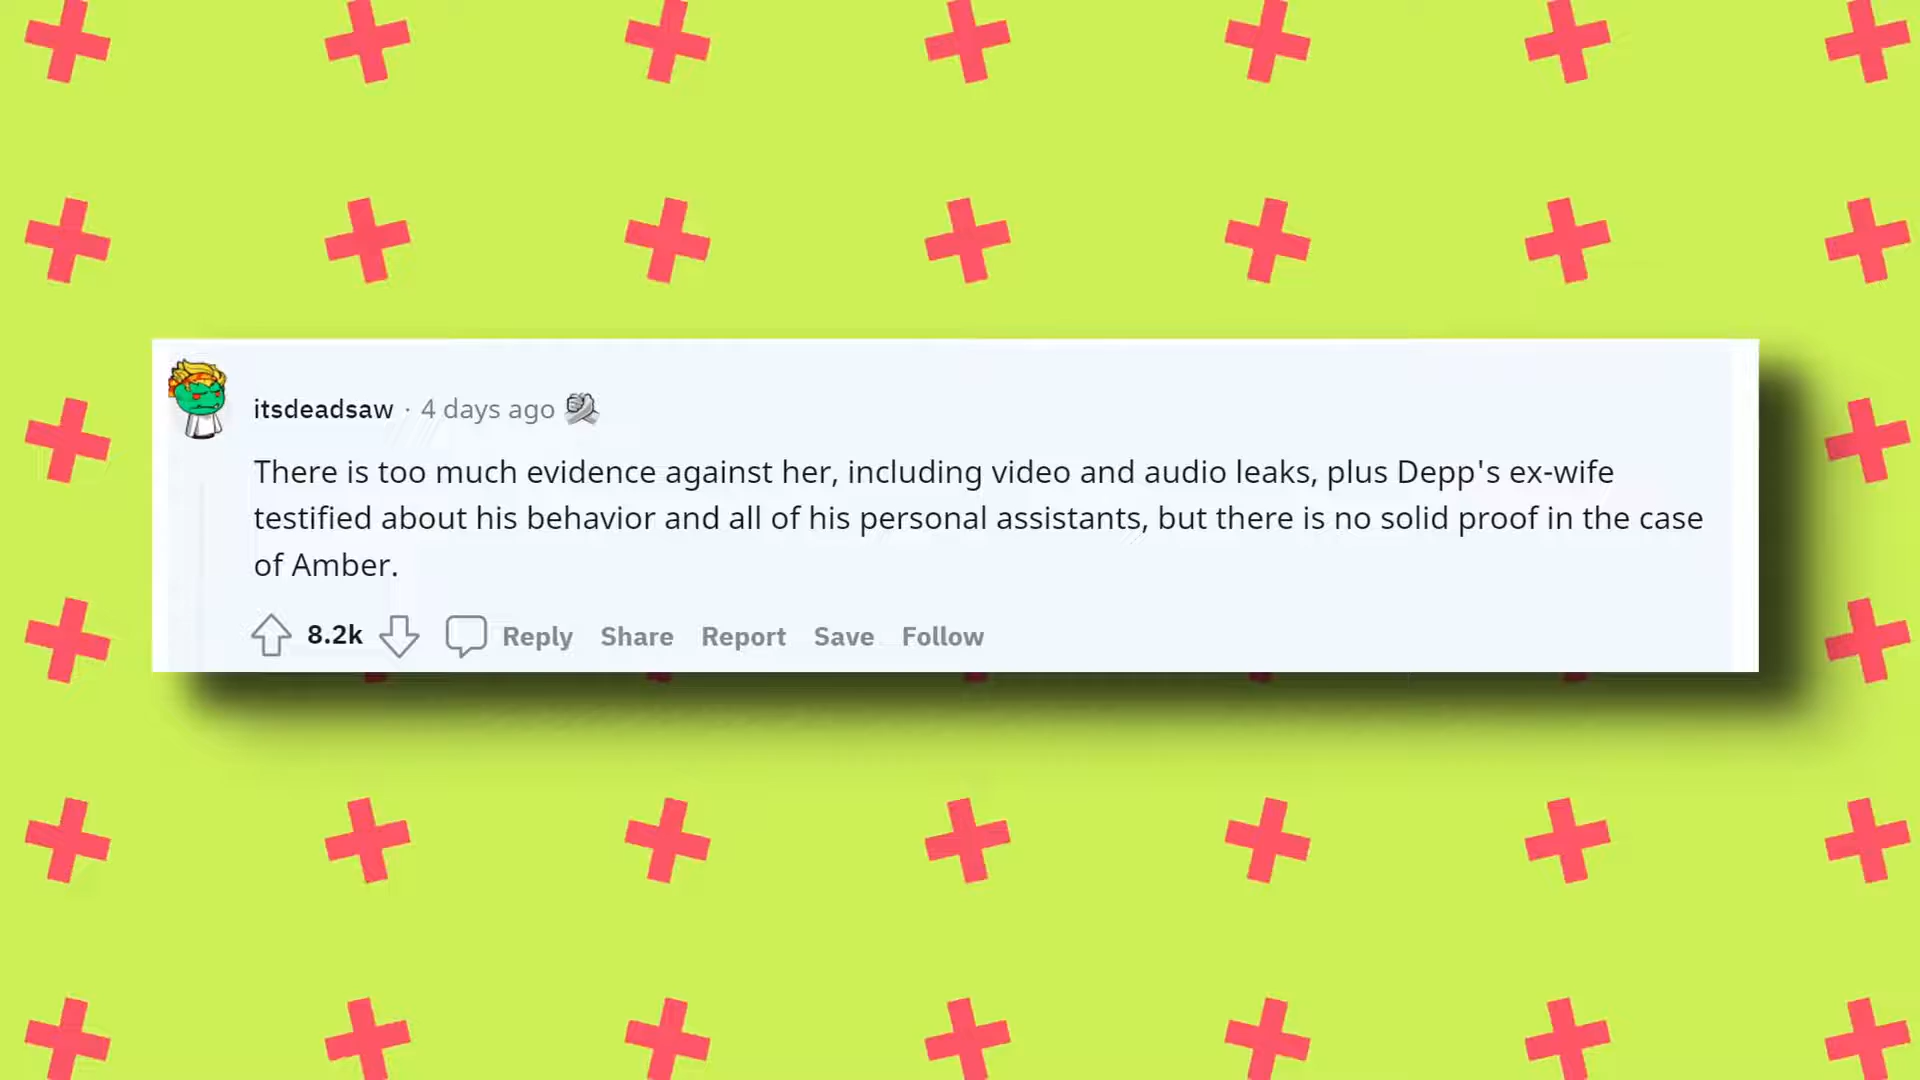 itsdeadsaw · 4 days ago
There is too much evidence against her, including video and audio leaks, plus Depp's ex-wife
testified about his behavior and all of his personal assistants, but there is no solid proof in the case
of Amber.
8.2k Reply Share Report Save Follow